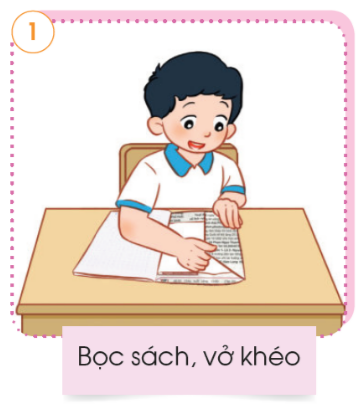 1
Bọc sách, vở khéo